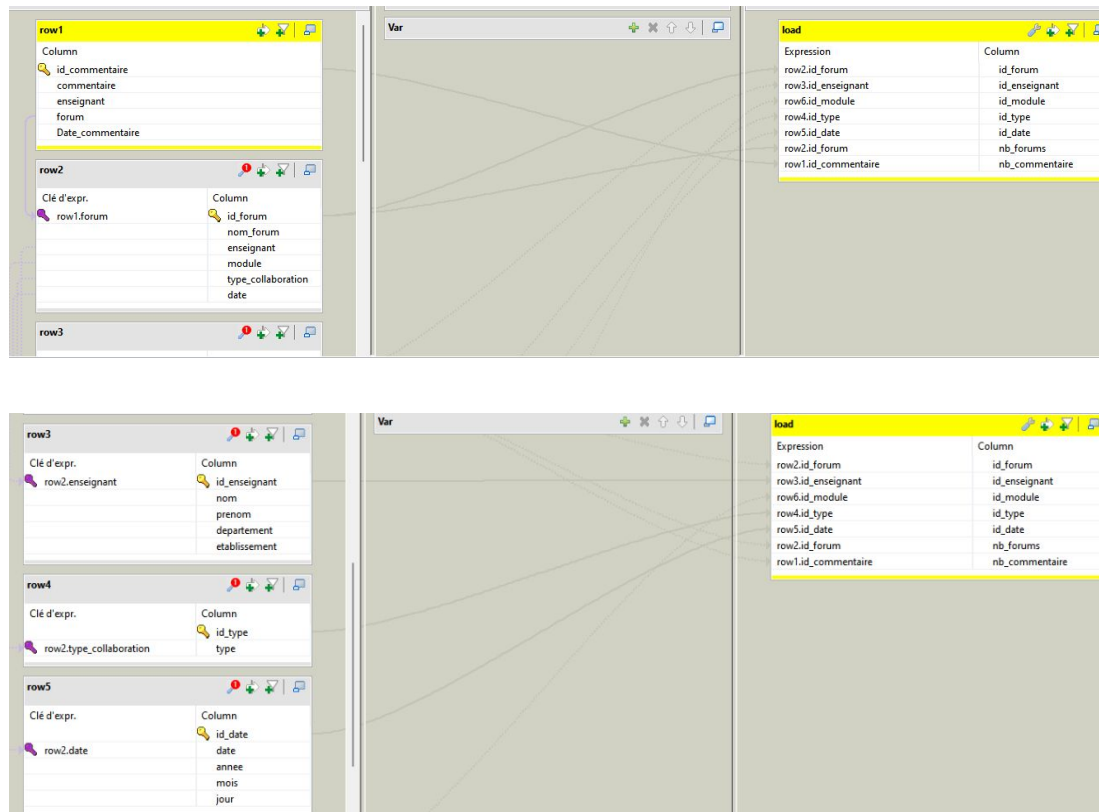 row1
Column
id_commentaire
commentaire
enseignant
forum
Date_commentaire
row2
Clé d'expr. Column
row1.forum id_forum
nom_forum
enseignant
module
type_collaboration
date
row3
Var
load
Expression Column
row2.id_forum id_forum
row3.id_enseignant id_enseignant
row6.id_module id_module
row4.id_type id_type
row5.id_date id_date
row2.id_forum nb_forums
row1.id_commentaire nb_commentaire
row3
Clé d'expr. Column
row2.enseignant id_enseignant
nom
prenom
departement
etablissement
row4
Clé d'expr. Column
id_type
row2.type_collaboration type
row5
Clé d'expr. Column
id_date
row2.date date
annee
mois
jour
Var
load
Expression Column
row2.id_forum id_forum
row3.id_enseignant id_enseignant
row6.id_module id_module
row4.id_type id_type
row5.id_date id_date
row2.id_forum nb_forums
row1.id_commentaire nb_commentaire